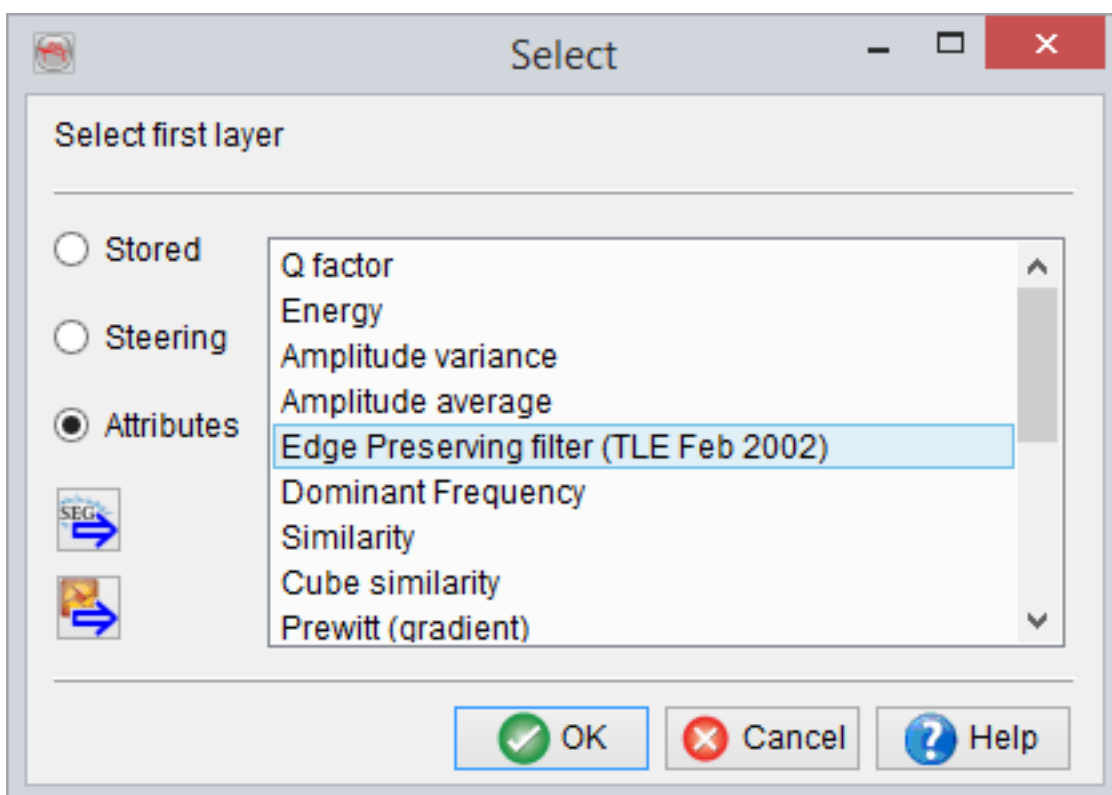 Select
Select first layer
Stored
Steering
Attributes
SEG
Q factor
Energy
Amplitude variance
Amplitude average
Edge Preserving filter (TLE Feb 2002)
Dominant Frequency
Similarity
Cube similarity
Prewitt (gradient)
OK
Cancel
Help